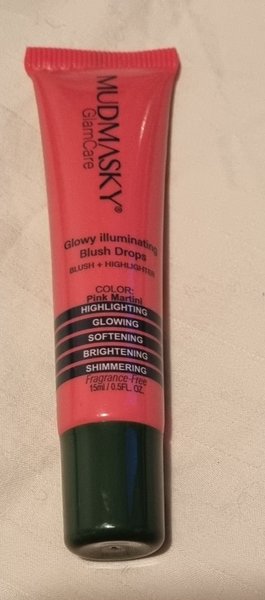 MUDMASKY®
GlamCare
Glowy illuminating
Blush Drops
BLUSH + HIGHLIGHTER
COLOR:
Pink Martini
HIGHLIGHTING
GLOWING
SOFTENING
BRIGHTENING
SHIMMERING
Fragrance-Free
15ml / 0.5FL. OZ.